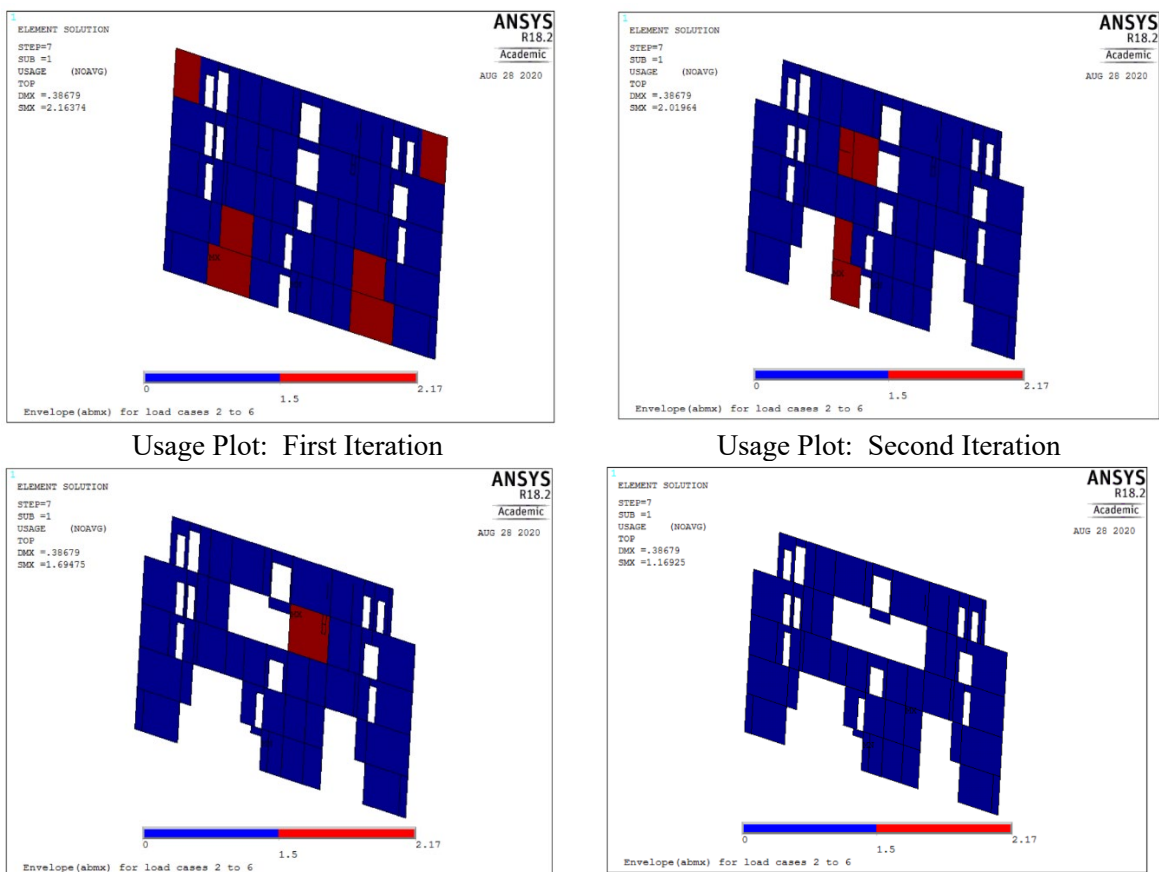 1
ELEMENT SOLUTION
STEP=7
SUB =1
USAGE (NOAVG)
TOP
DMX =.38679
SMX =2.16374
ANSYS
R18.2
Academic
AUG 28 2020
MX
0
1.5
2.17
Envelope(abmx) for load cases 2 to 6
Usage Plot: First Iteration
1
ELEMENT SOLUTION
STEP=7
SUB =1
USAGE (NOAVG)
TOP
DMX =.38679
SMX =2.01964
ANSYS
R18.2
Academic
AUG 28 2020
MX
0
1.5
2.17
Envelope(abmx) for load cases 2 to 6
Usage Plot: Second Iteration
1
ELEMENT SOLUTION
STEP=7
SUB =1
USAGE (NOAVG)
TOP
DMX =.38679
SMX =1.69475
ANSYS
R18.2
Academic
AUG 28 2020
MX
0
1.5
2.17
Envelope(abmx) for load cases 2 to 6
1
ELEMENT SOLUTION
STEP=7
SUB =1
USAGE (NOAVG)
TOP
DMX =.38679
SMX =1.16925
ANSYS
R18.2
Academic
AUG 28 2020
0
1.5
2.17
Envelope(abmx) for load cases 2 to 6